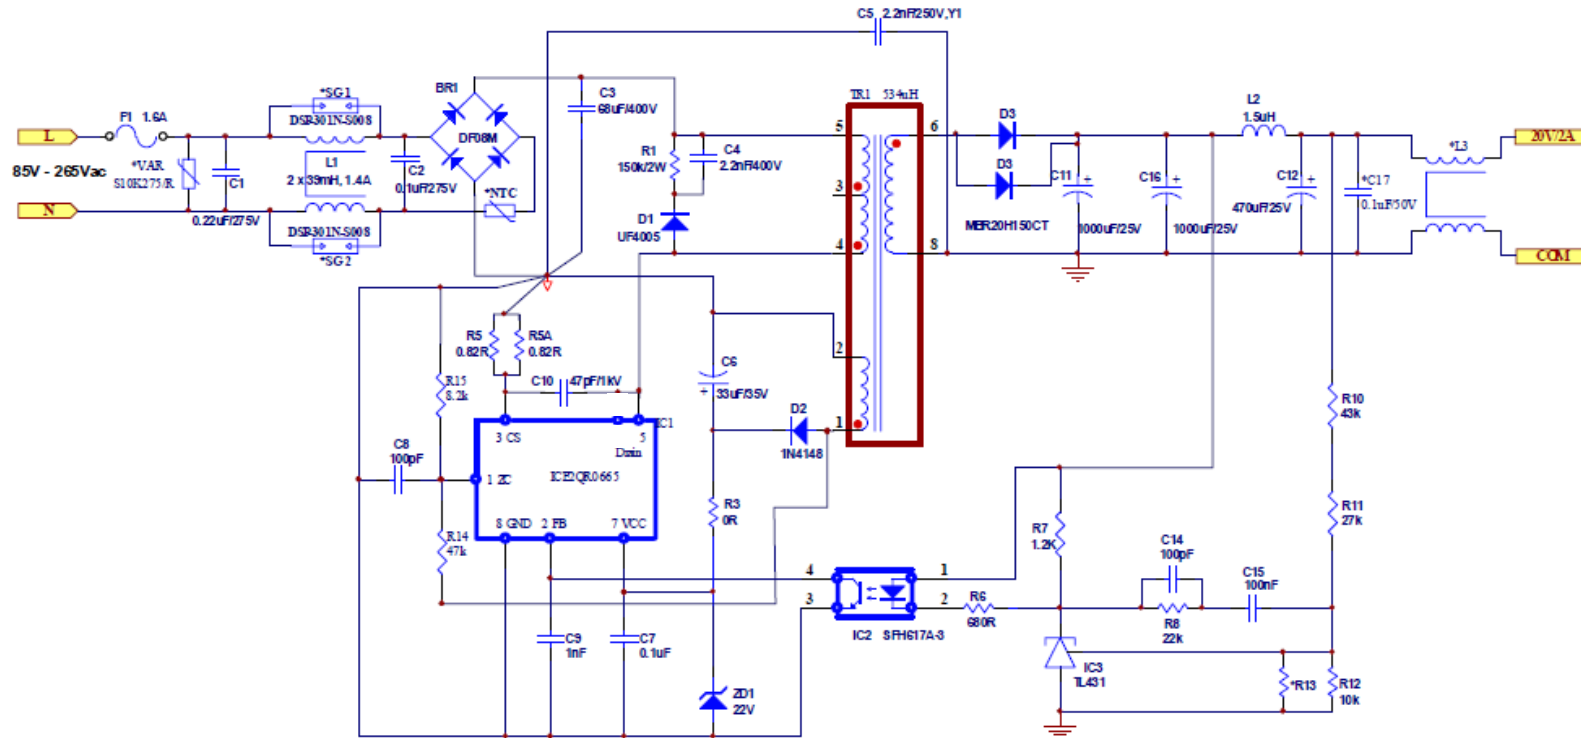 C5 2.2nF/250V,Y1
*SG1
DSP301N-S008
BR1
C3
68uF/400V
TR1 534uH
F1 1.6A
L
DF08M
5
6
D3
L2
1.5uH
20V/2A
85V - 265Vac
*VAR
S10K275/R
C1
0.22uF/275V
L1
2 x 39mH, 1.4A
C2
0.1uF/275V
*NTC
R1
150k/2W
C4
2.2nF/400V
3
D3
C11
1000uF/25V
C16
1000uF/25V
C12
470uF/25V
*C17
0.1uF/50V
*L3
N
DSP301N-S008
*SG2
D1
UF4005
4
8
MBR20H150CT
COM
R5
0.82R
R5A
0.82R
2
C6
33uF/35V
R15
8.2k
C10
47pF/1kV
D2
1N4148
1
R10
43k
IC1
3 CS
5
Drain
C8
100pF
1 ZC
ICE2QR0665
R3
0R
R11
27k
8 GND
2 FB
7 VCC
R14
47k
R7
1.2K
C14
100pF
4
1
C15
100nF
3
2
R6
680R
R8
22k
IC2 SFH617A-3
C9
1nF
C7
0.1uF
IC3
TL431
*R13
R12
10k
ZD1
22V